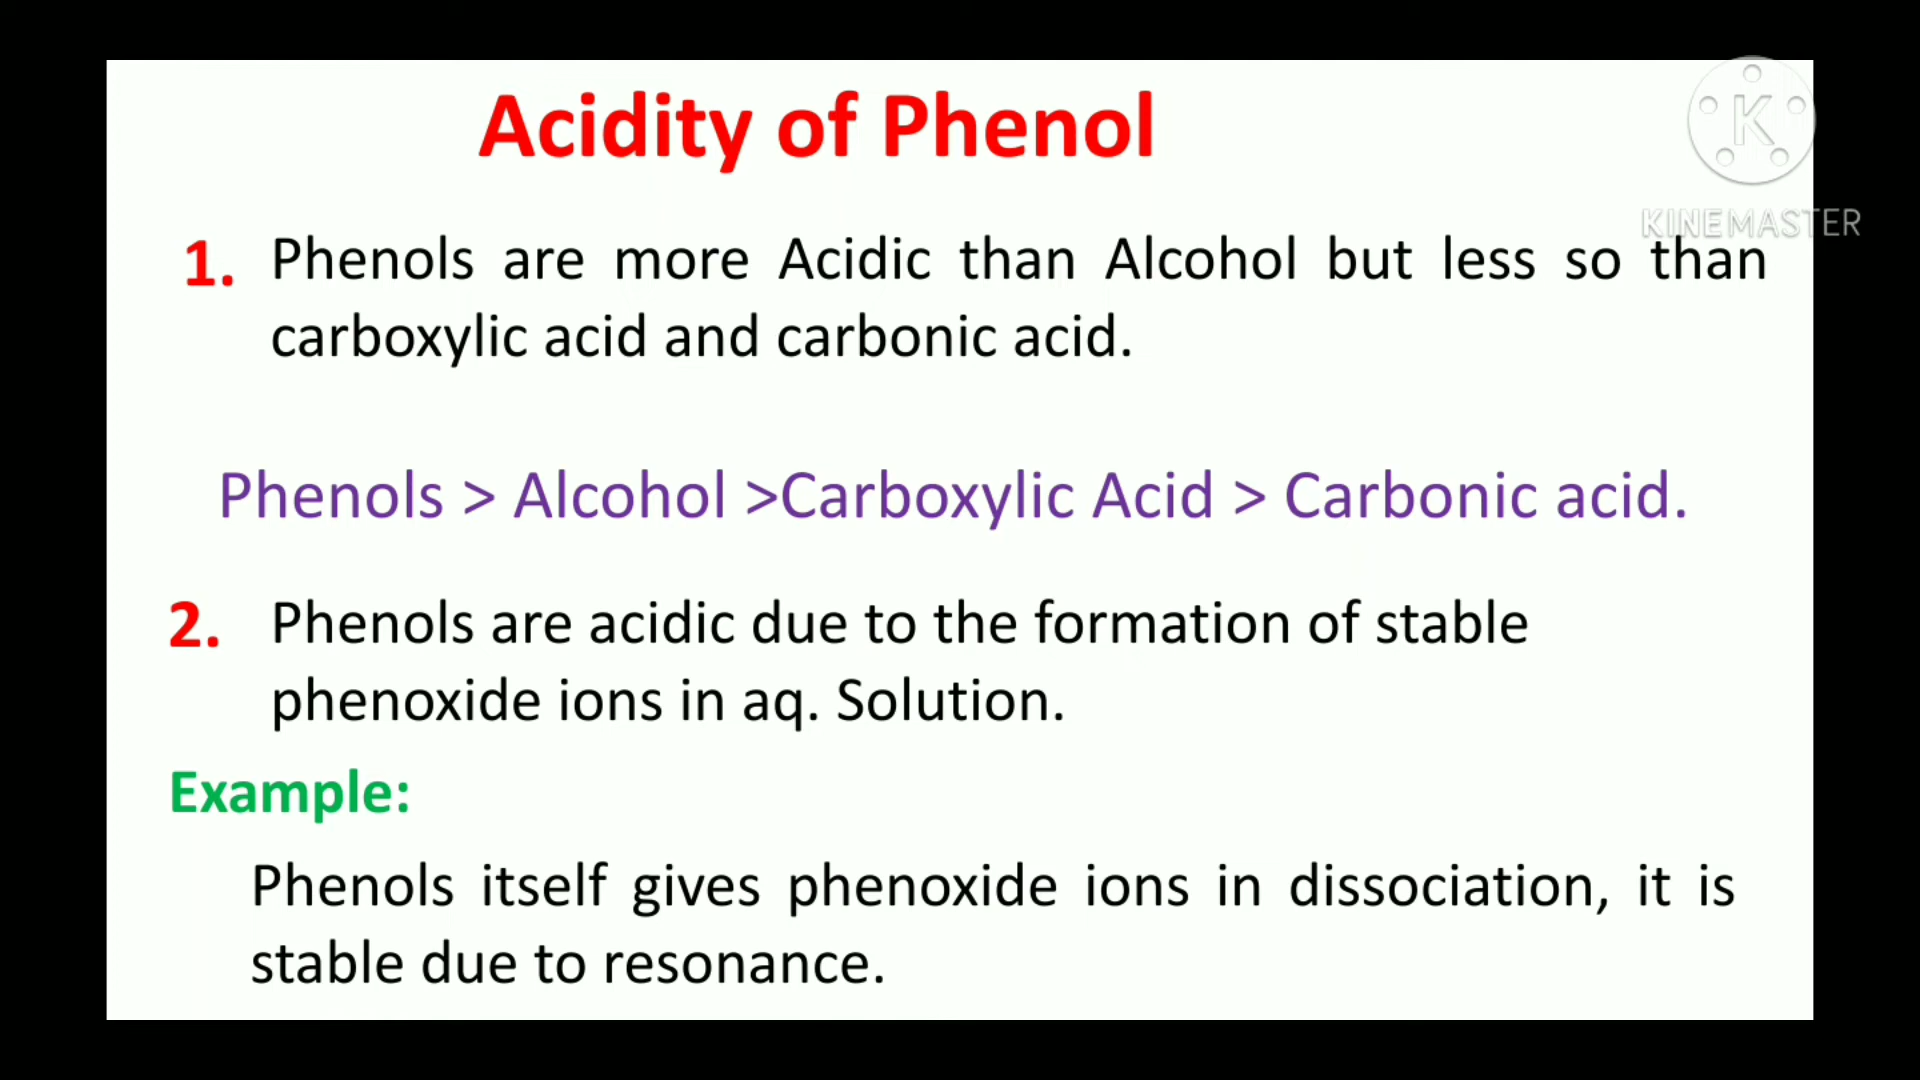 Acidity of Phenol
K
KINEMASTER
1. Phenols are more Acidic than Alcohol but less so than
carboxylic acid and carbonic acid.
Phenols > Alcohol >Carboxylic Acid > Carbonic acid.
2. Phenols are acidic due to the formation of stable
phenoxide ions in aq. Solution.
Example:
Phenols itself gives phenoxide ions in dissociation, it is
stable due to resonance.